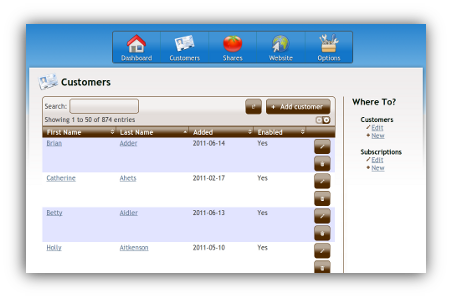 Dashboard Customers Shares Website Options
Customers
Search:
+ Add customer
Showing 1 to 50 of 874 entries
First Name Last Name Added Enabled
Brian Adder 2011-06-14 Yes
Catherine Ahets 2011-02-17 Yes
Betty Aidler 2011-06-13 Yes
Holly Aitkenson 2011-05-10 Yes
Where To?
Customers
Edit
+ New
Subscriptions
Edit
+ New